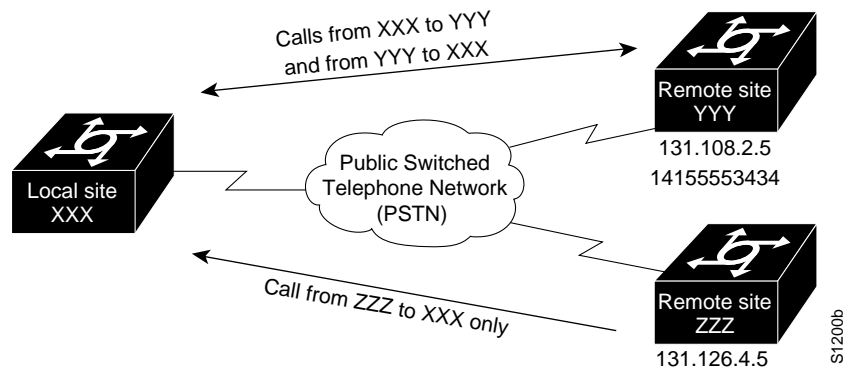 Calls from XXX to YYY
and from YYY to XXX
Remote site
YYY
131.108.2.5
14155553434
Local site
XXX
Public Switched
Telephone Network
(PSTN)
Call from ZZZ to XXX only
Remote site
ZZZ
131.126.4.5
S1200b